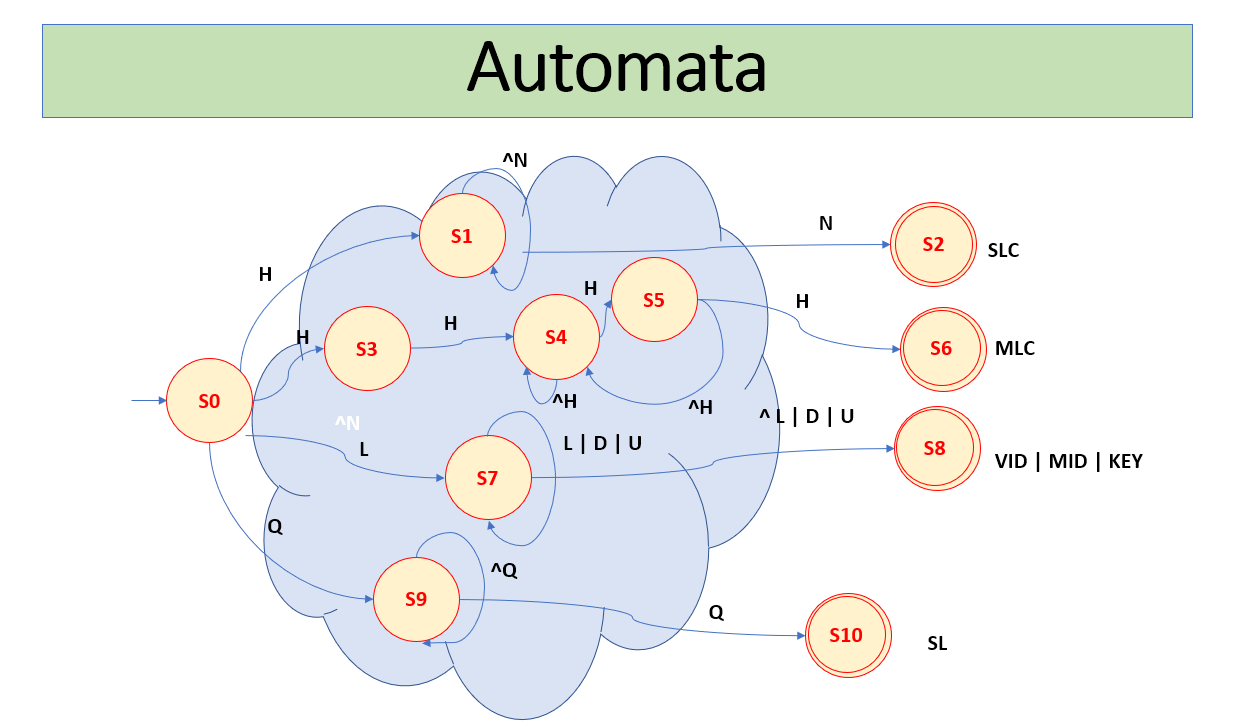 Automata
^N
S1
N
S2
SLC
H
H
S5
H
H
H
S3
S4
S6
MLC
S0
^H
^H
^ L | D | U
^N
L
L | D | U
S7
S8
VID | MID | KEY
Q
^Q
S9
Q
S10
SL